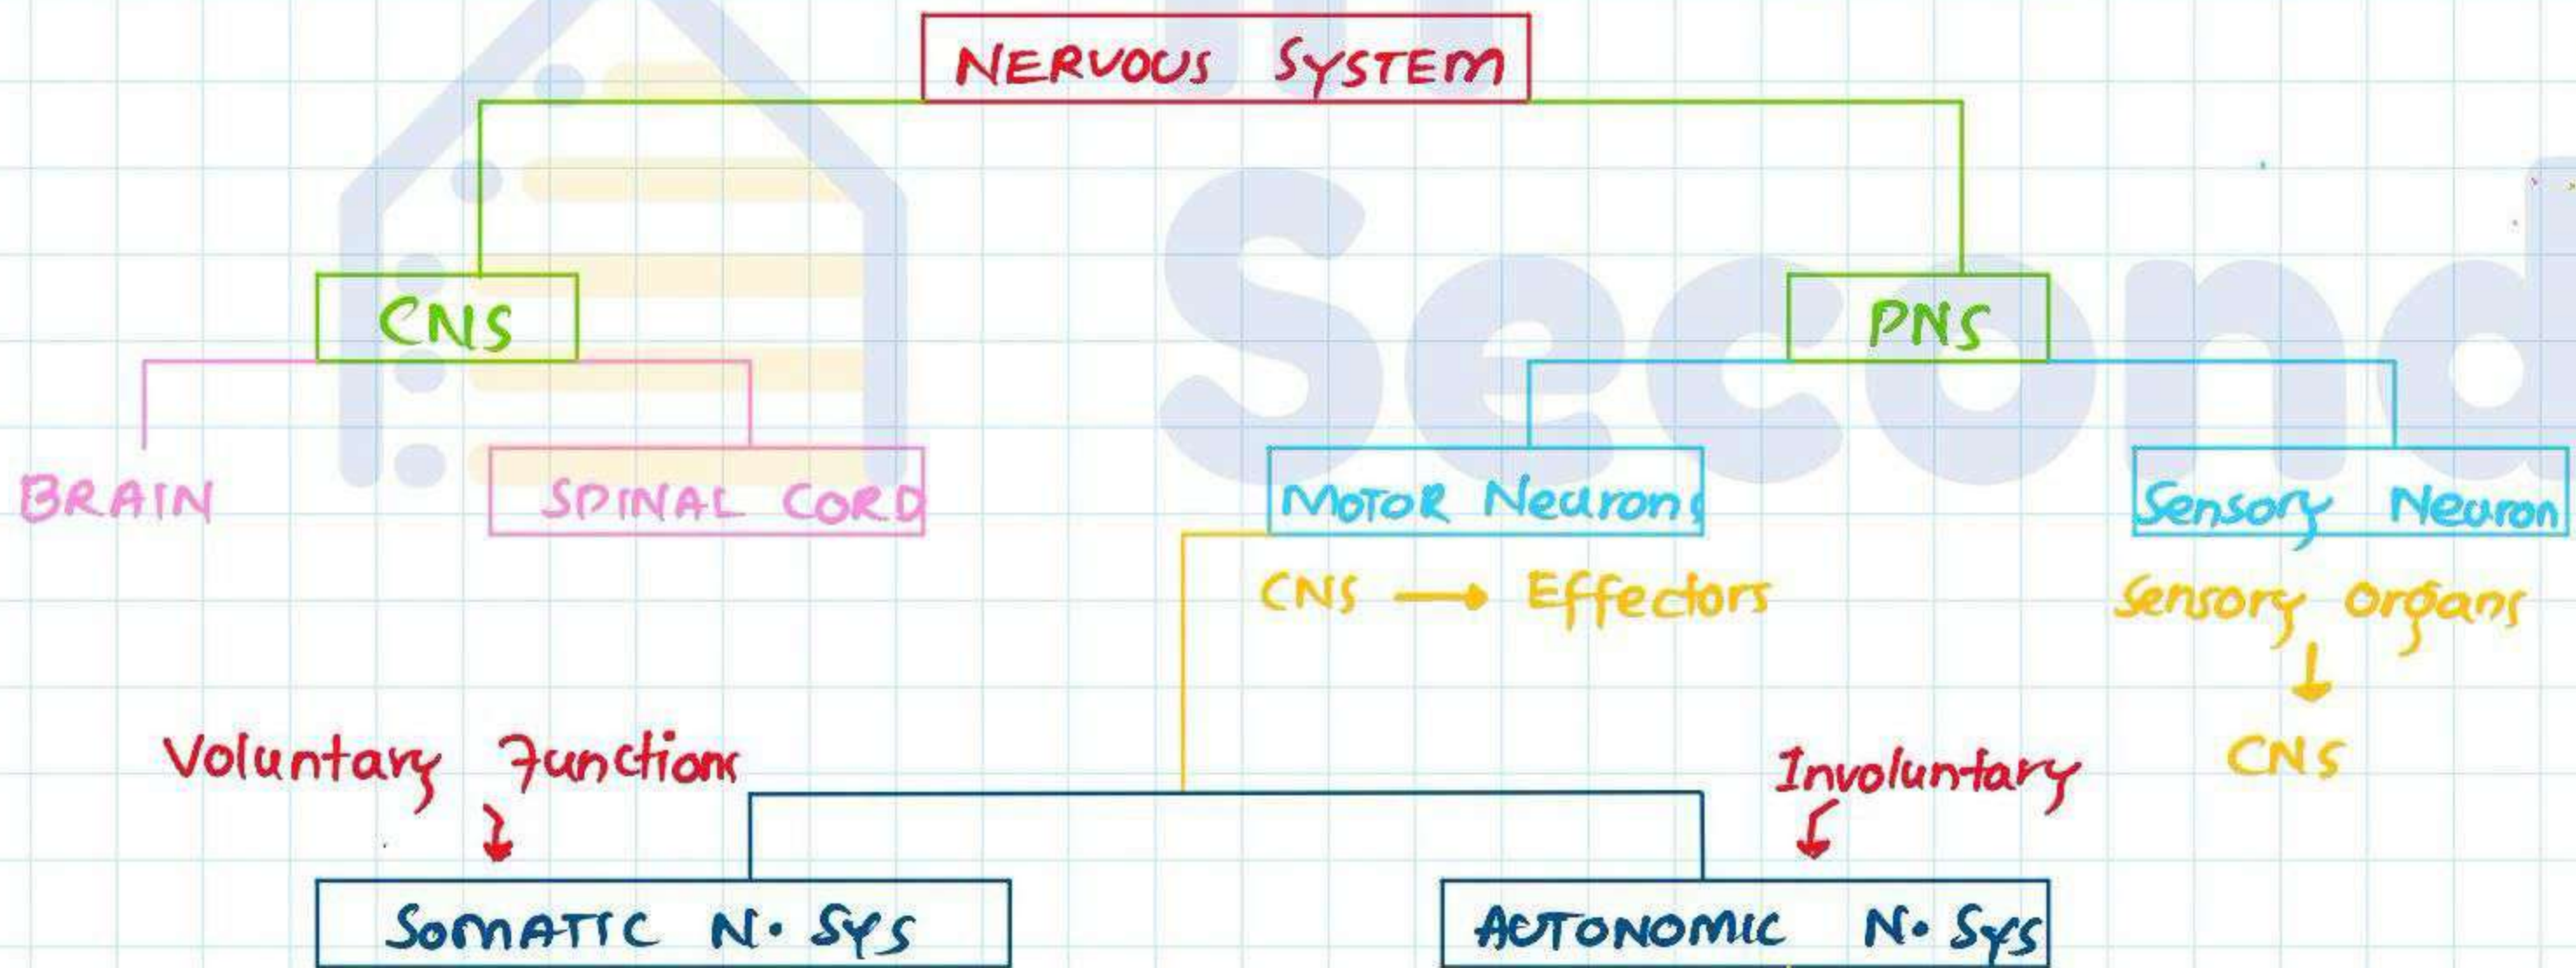 NERVOUS SYSTEM
CNS
PNS
BRAIN
SPINAL CORD
MOTOR Neurons
Sensory Neuron
CNS → Effectors
Sensory organs
↓
CNS
Voluntary Functions
Involuntary
SOMATIC N. SYS
AUTONOMIC N. SYS
Second